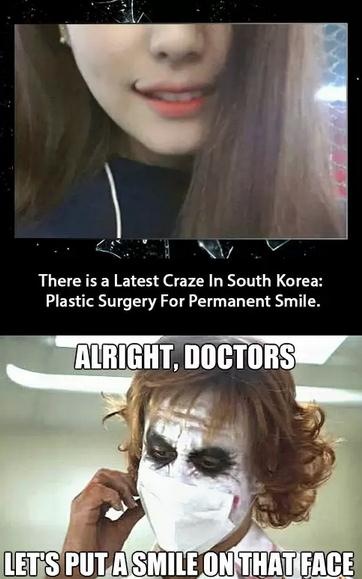 There is a Latest Craze In South Korea:
Plastic Surgery For Permanent Smile.
ALRIGHT, DOCTORS
LET'S PUT A SMILE ON THAT FACE